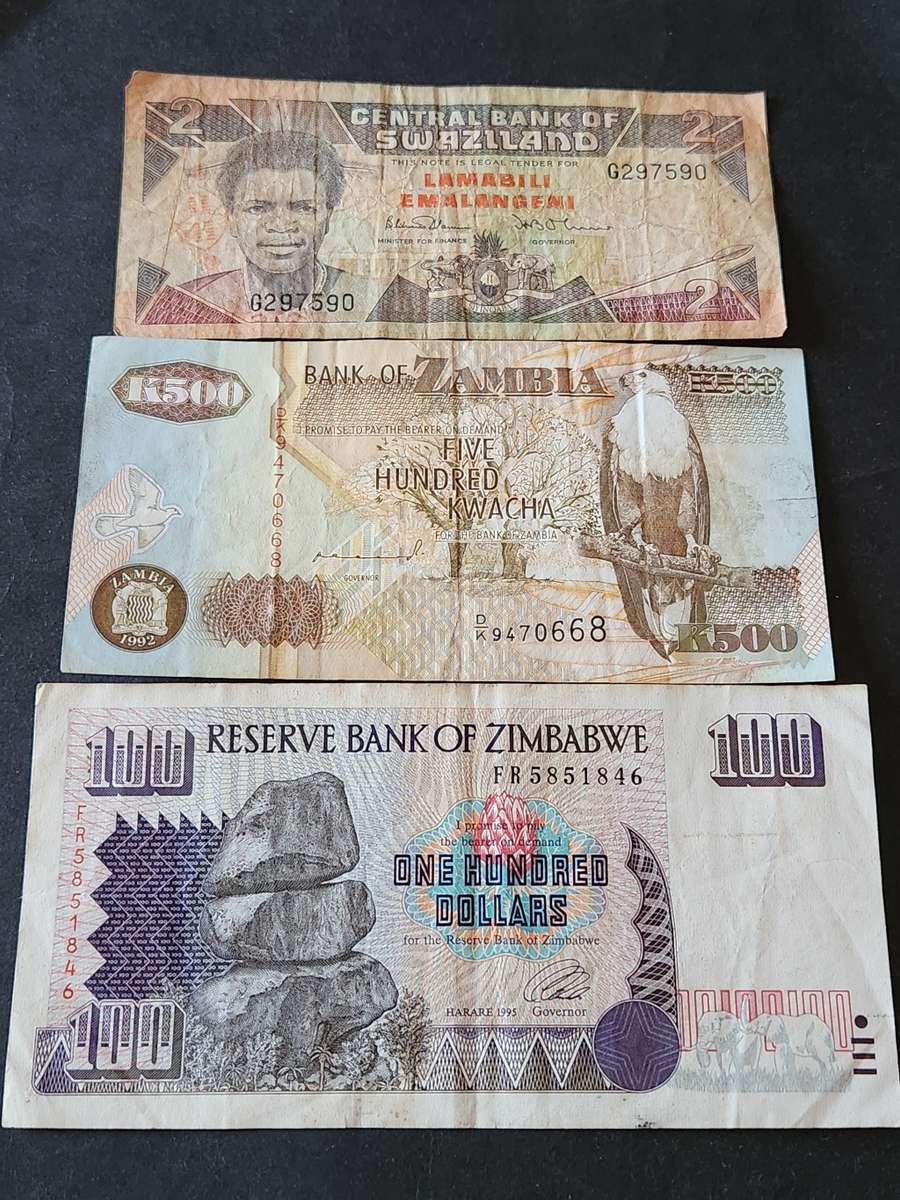 2
CENTRAL BANK OF
SWAZILAND
2
THIS NOTE IS LEGAL TENDER FOR
G297590
LAMABILI
EMALANGENI
MINISTER FOR FINANCE
GOVERNOR
G297590
2
K500
BANK OF ZAMBIA
K500
D/K9470668
I PROMISE TO PAY THE BEARER ON DEMAND
FIVE
HUNDRED
KWACHA
FOR THE BANK OF ZAMBIA
GOVERNOR
ZAMBIA
1992
D/K9470668
K500
100
RESERVE BANK OF ZIMBABWE
100
FR5851846
FR5851846
I promise to pay
the bearer on demand
ONE HUNDRED
DOLLARS
for the Reserve Bank of Zimbabwe
HARARE 1995 Governor
100